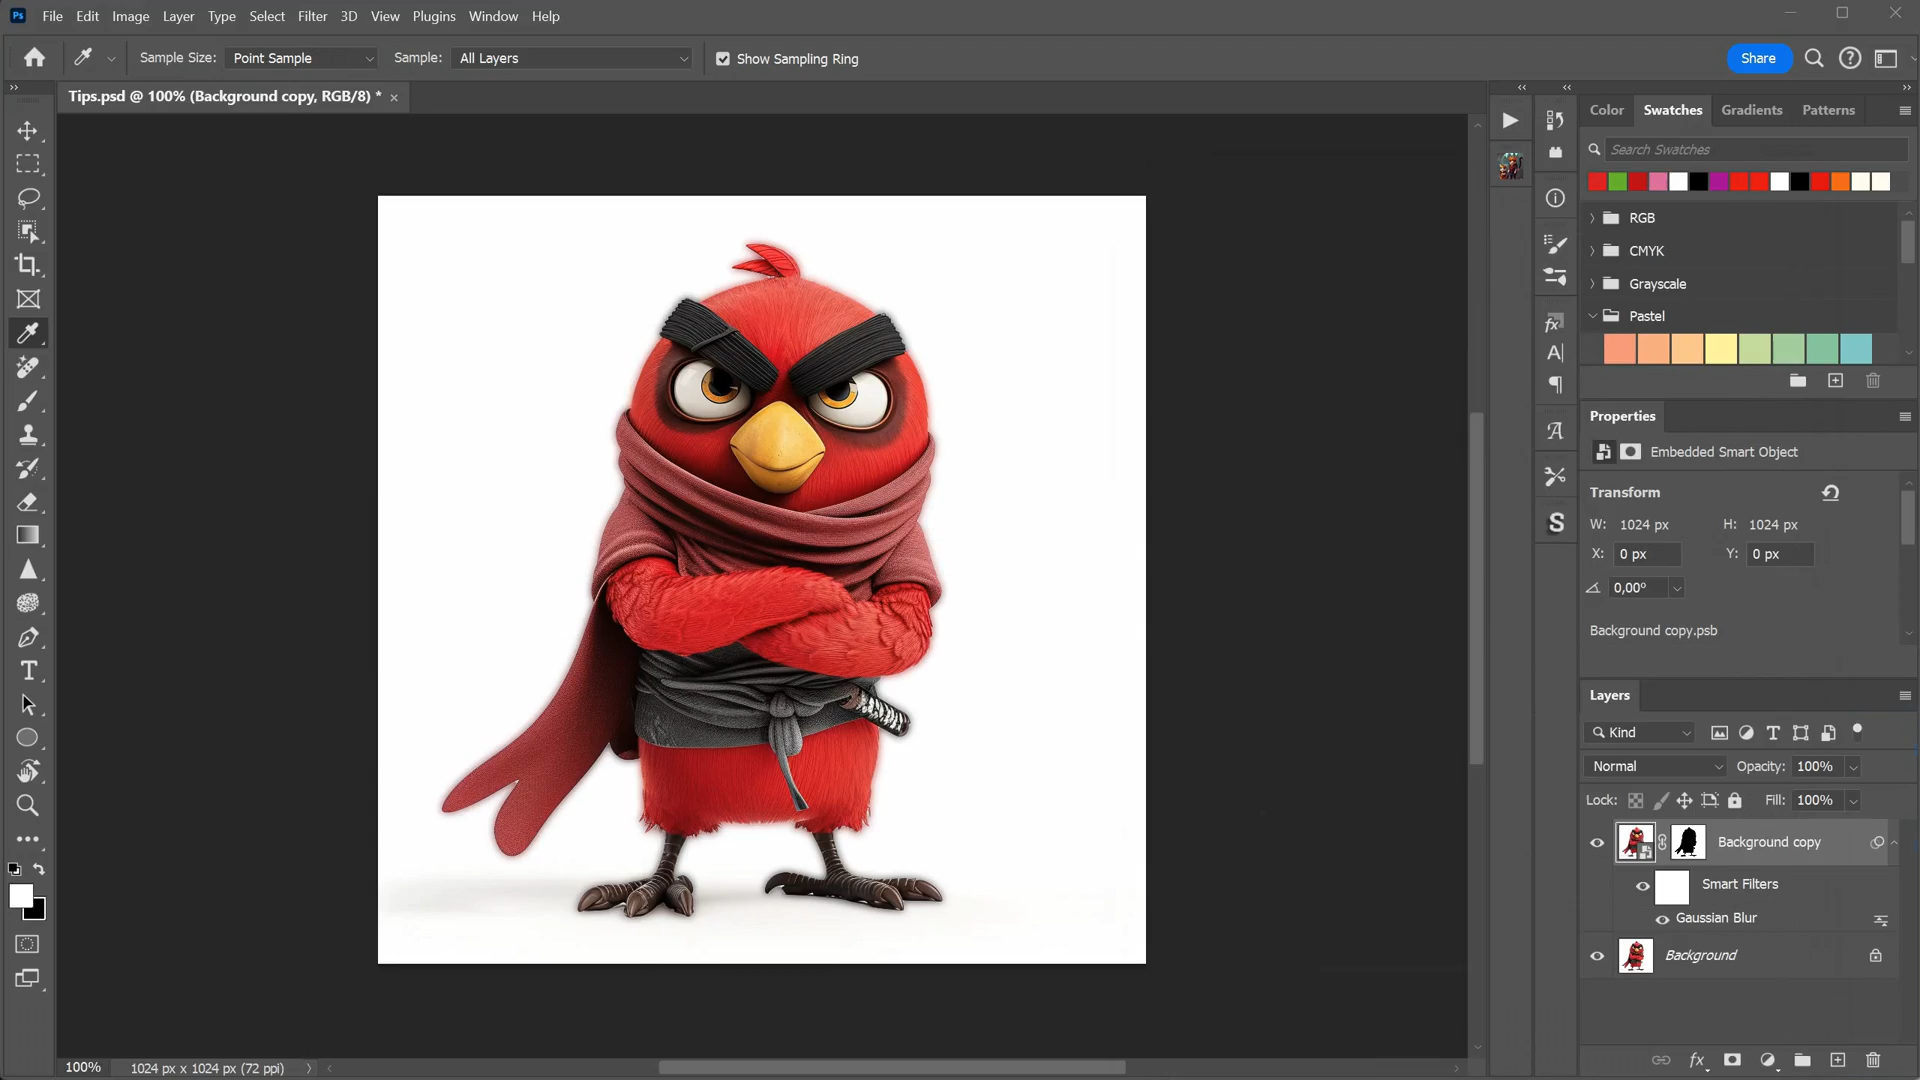 Ps File Edit Image Layer Type Select Filter 3D View Plugins Window Help
Sample Size: Point Sample Sample: All Layers Show Sampling Ring Share
Tips.psd @ 100% (Background copy, RGB/8) *
Color Swatches Gradients Patterns
Search Swatches
RGB
CMYK
Grayscale
Pastel
Properties
Embedded Smart Object
Transform
W: 1024 px H: 1024 px
X: 0 px Y: 0 px
0,00°
Background copy.psb
Layers
Kind
Normal Opacity: 100%
Lock: Fill: 100%
Background copy
Smart Filters
Gaussian Blur
Background
100% 1024 px x 1024 px (72 ppi)